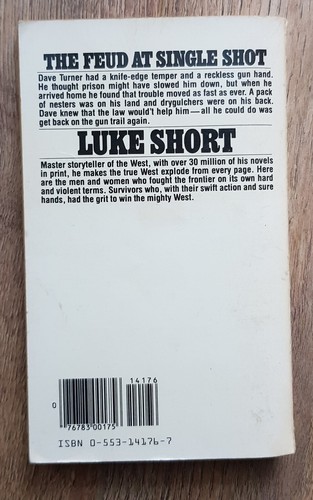 THE FEUD AT SINGLE SHOT
Dave Turner had a knife-edge temper and a reckless gun hand.
He thought prison might have slowed him down, but when he
arrived home he found that trouble moved as fast as ever. A pack
of nesters was on his land and drygulchers were on his back.
Dave knew that the law would't help him—all he could do was
get back on the gun trail again.
LUKE SHORT
Master storyteller of the West, with over 30 million of his novels
in print, he makes the true West explode from every page. Here
are the men and women who fought the frontier on its own hard
and violent terms. Survivors who, with their swift action and sure
hands, had the grit to win the mighty West.
14176
0
76783 00175
ISBN 0-553-14176-7